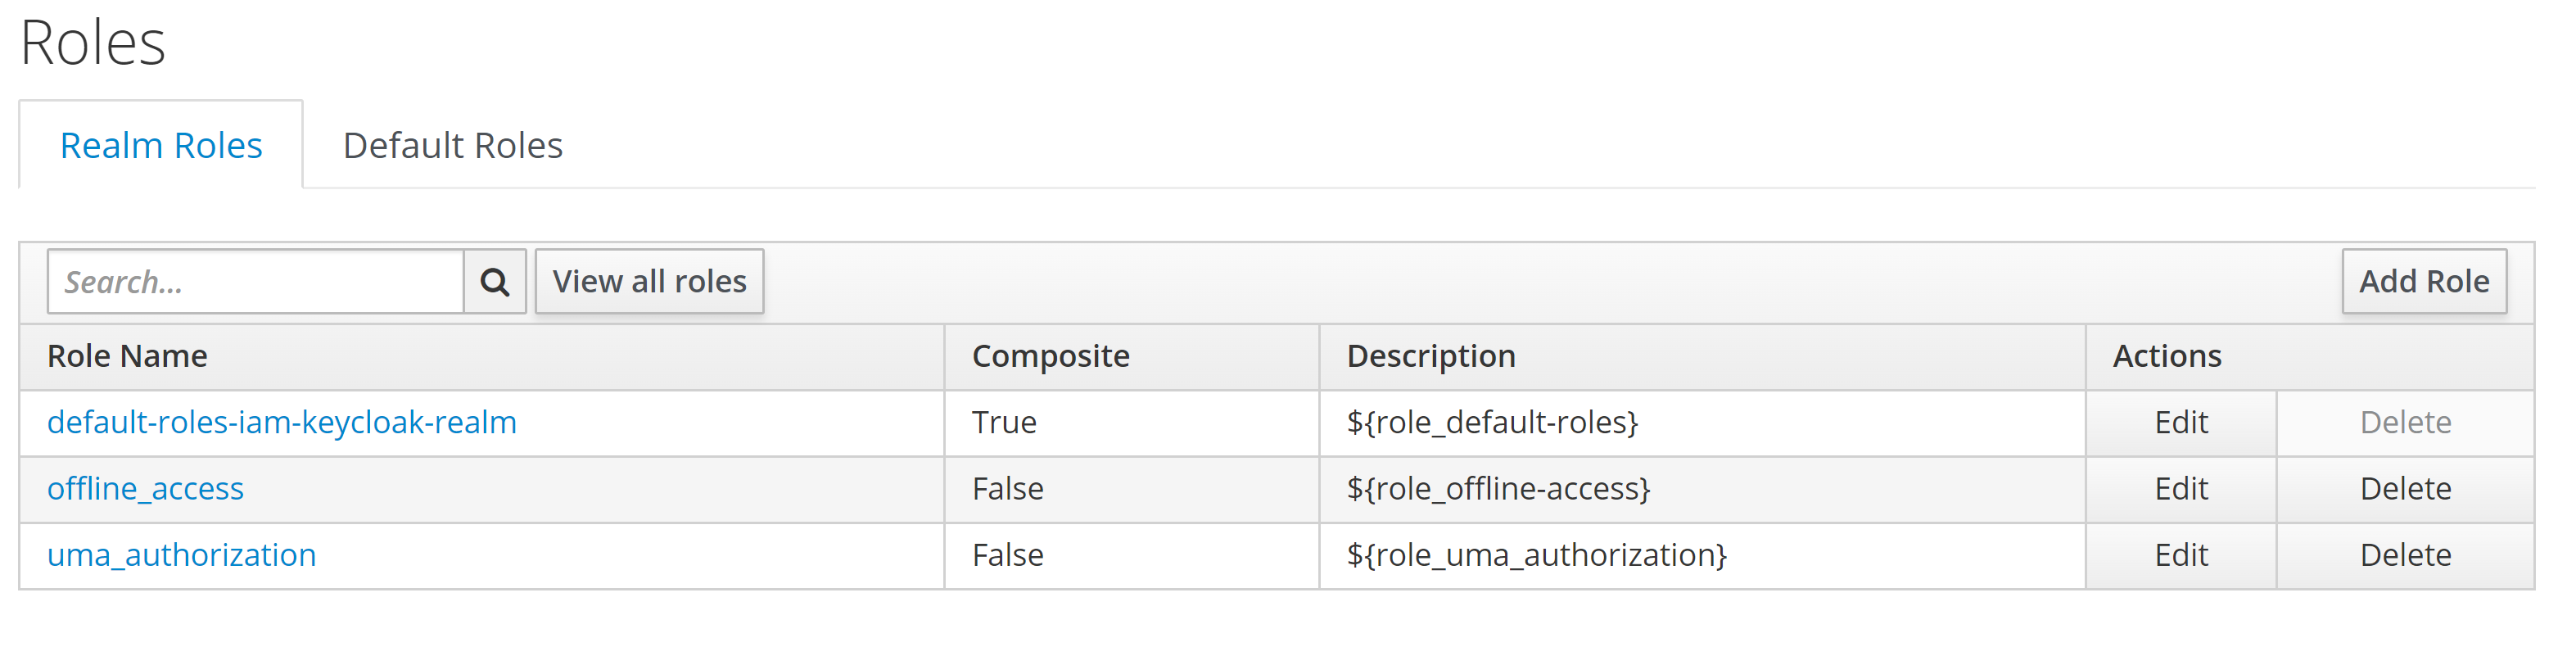 Roles
Realm Roles Default Roles
Search... View all roles Add Role
Role Name Composite Description Actions
default-roles-iam-keycloak-realm True ${role_default-roles} Edit Delete
offline_access False ${role_offline-access} Edit Delete
uma_authorization False ${role_uma_authorization} Edit Delete